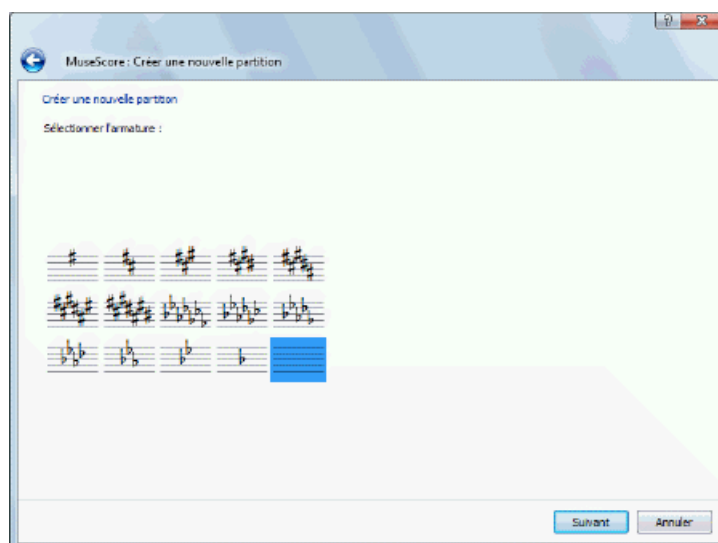 MuseScore : Créer une nouvelle partition
Créer une nouvelle partition
Sélectionner l'armature :
Suivant
Annuler